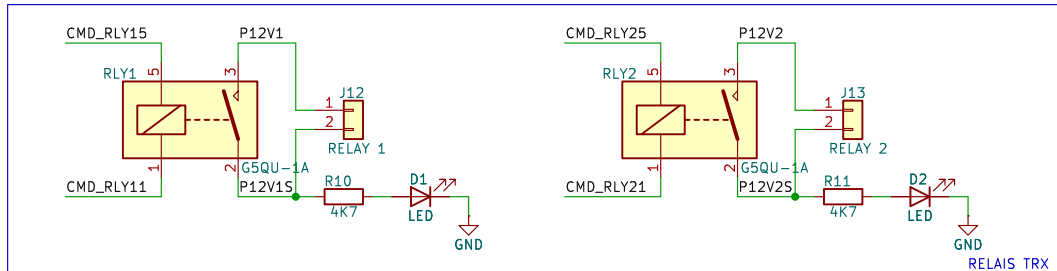 CMD_RLY15
P12V1
RLY1
5
3
J12
1
2
RELAY 1
G5QU-1A
1
2
CMD_RLY11
P12V1S
R10
4K7
D1
LED
GND
CMD_RLY25
P12V2
RLY2
5
3
J13
1
2
RELAY 2
G5QU-1A
1
2
CMD_RLY21
P12V2S
R11
4K7
D2
LED
GND
RELAIS TRX